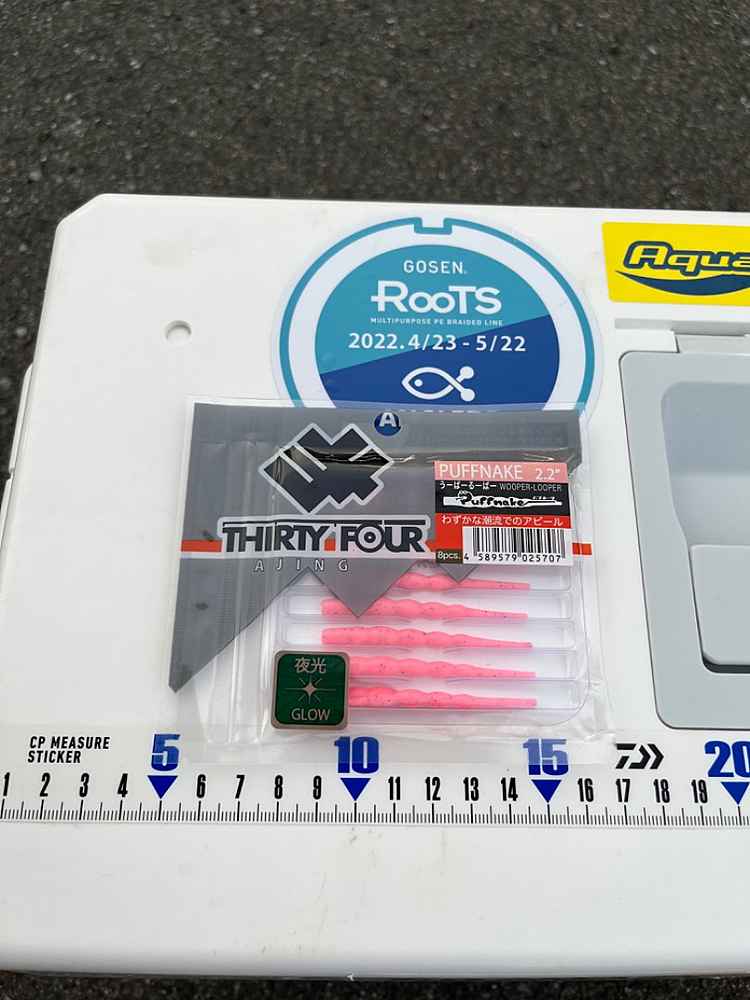 GOSEN
RooTS
MULTIPURPOSE PE BRAIDED LINE
2022.4/23 - 5/22
Aqua
A
THIRTY FOUR
AJING
PUFFNAKE 2.2"
うーぱーるーぱー WOOPER-LOOPER
Puffnake
わずかな潮流でのアピール
8pcs.
4 589579 025707
夜光
GLOW
CP MEASURE
STICKER
1 2 3 4 5 6 7 8 9 10 11 12 13 14 15 16 17 18 19 20